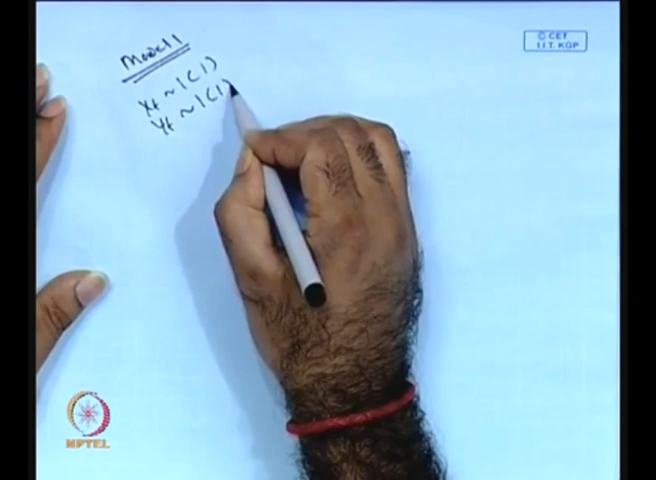 Model 1
Xt ~ I(1)
Yt ~ I(1)
© CET
I.I.T. KGP
NPTEL